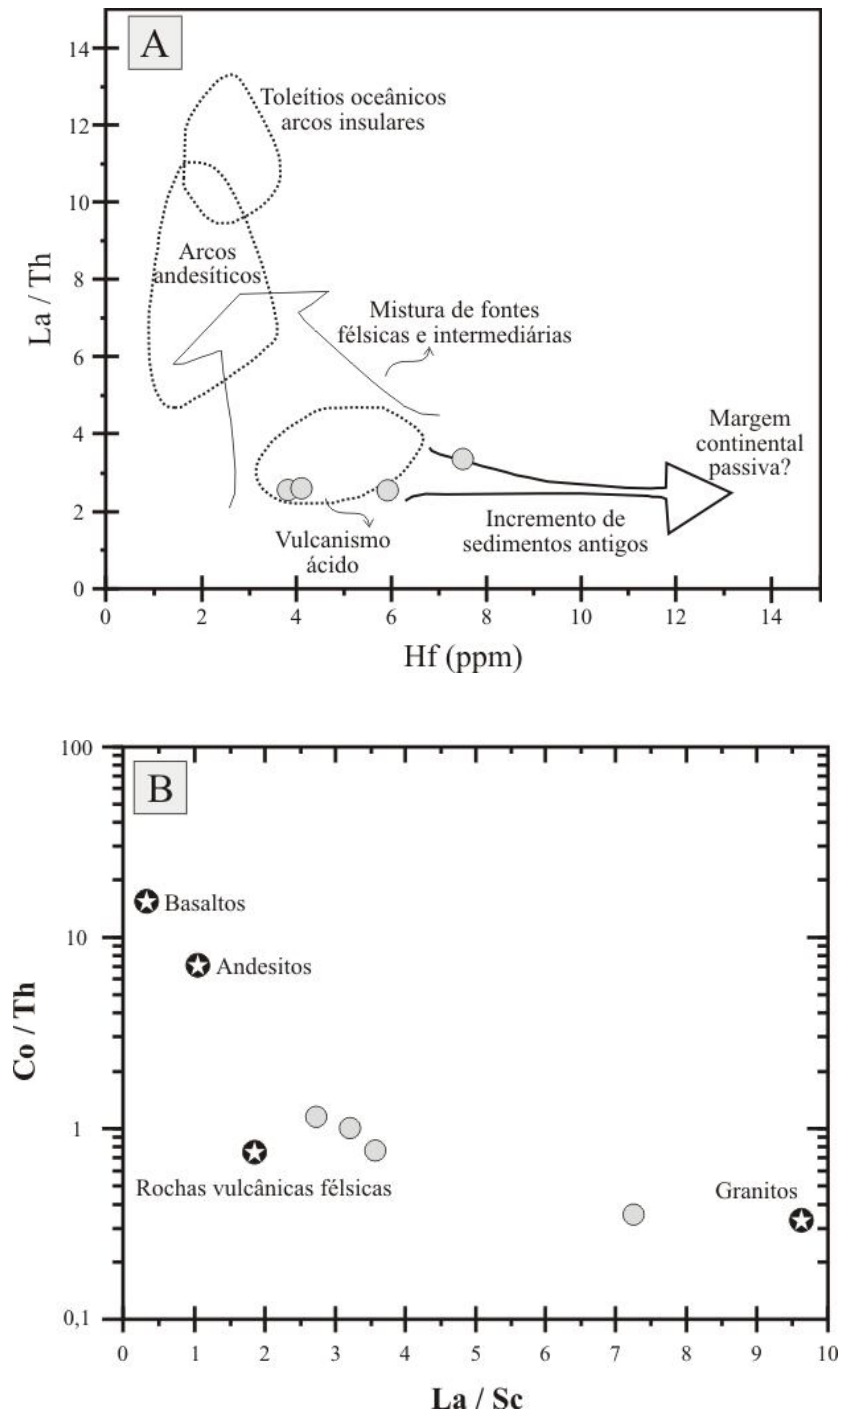 A
14
12
10
8
6
4
2
0
La / Th
Toleítios oceânicos
arcos insulares
Arcos
andesíticos
Mistura de fontes
félsicas e intermediárias
Margem
continental
passiva?
Vulcanismo
ácido
Incremento de
sedimentos antigos
0 2 4 6 8 10 12 14
Hf (ppm)
B
100
10
1
0,1
Co / Th
Basaltos
Andesitos
Rochas vulcânicas félsicas
Granitos
0 1 2 3 4 5 6 7 8 9 10
La / Sc